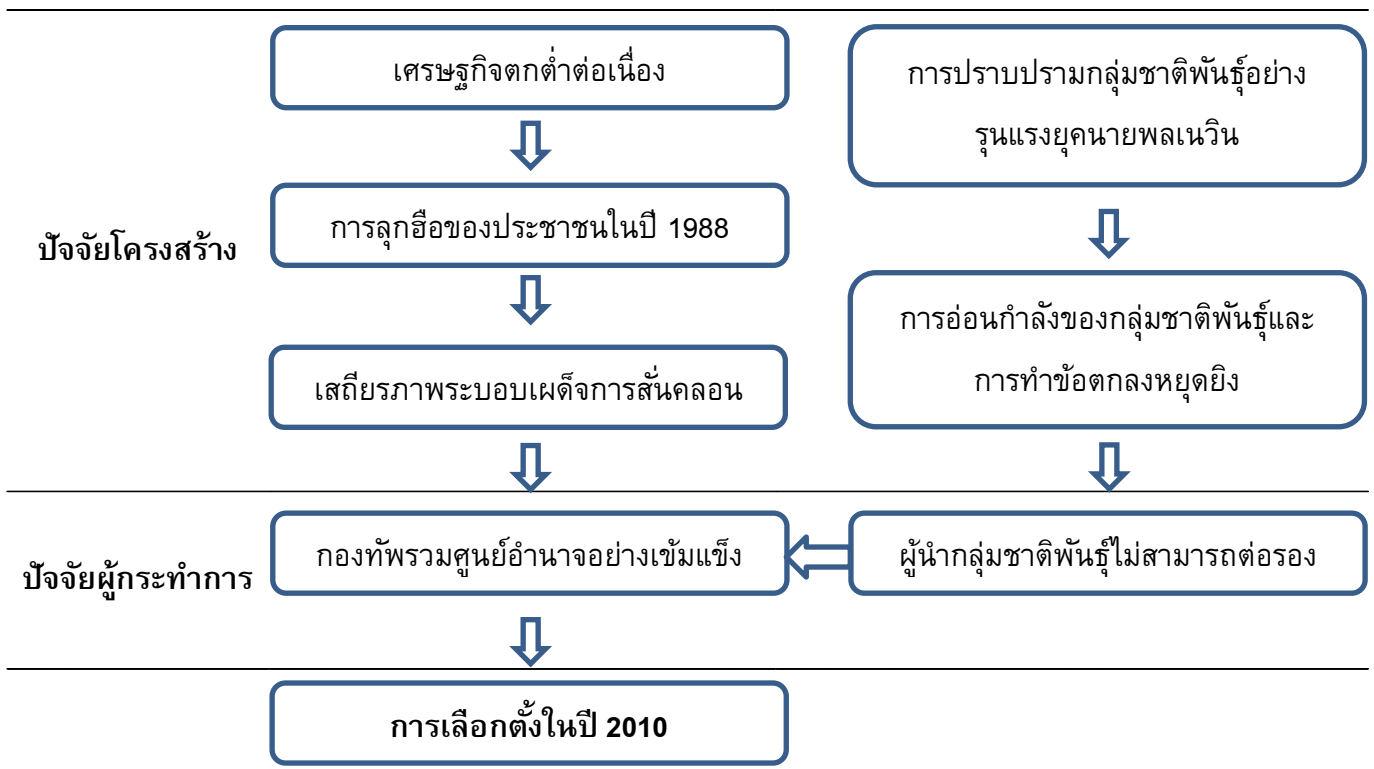 เศรษฐกิจตกต่ำต่อเนื่อง
การปราบปรามกลุ่มชาติพันธุ์อย่าง
รุนแรงยุคนายพลเนวิน
ปัจจัยโครงสร้าง
การลุกฮือของประชาชนในปี 1988
การอ่อนกำลังของกลุ่มชาติพันธุ์และ
การทำข้อตกลงหยุดยิง
เสถียรภาพระบอบเผด็จการสั่นคลอน
ปัจจัยผู้กระทำการ
กองทัพรวมศูนย์อำนาจอย่างเข้มแข็ง
ผู้นำกลุ่มชาติพันธุ์ไม่สามารถต่อรอง
การเลือกตั้งในปี 2010